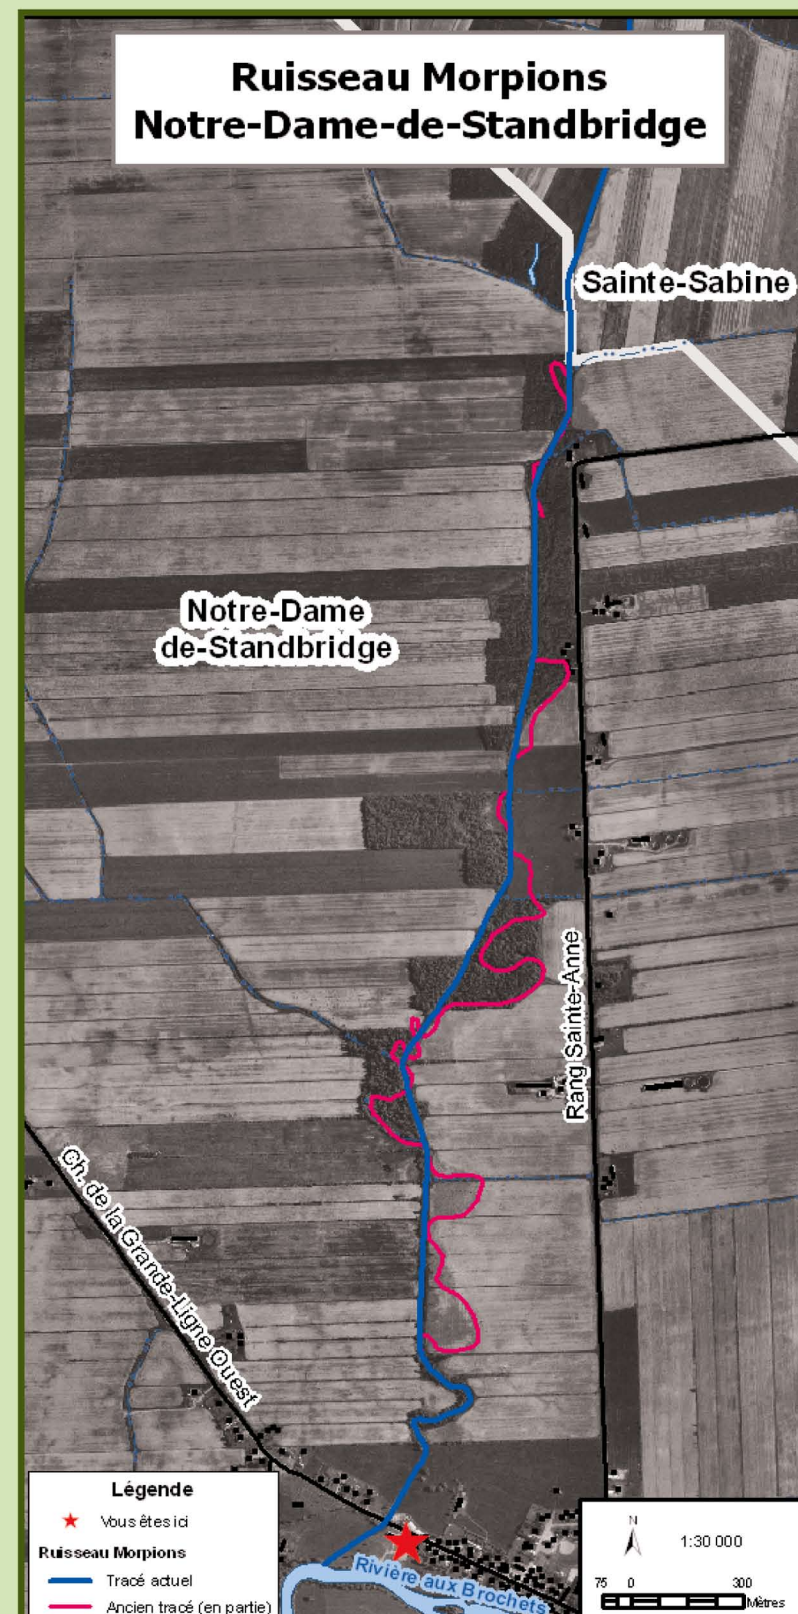 Ruisseau Morpions
Notre-Dame-de-Standbridge
Sainte-Sabine
Notre-Dame
de-Standbridge
Rang Sainte-Anne
Ch. de la Grande-Ligne Ouest
Légende
Vous êtes ici
Ruisseau Morpions
Tracé actuel
Ancien tracé (en partie)
Rivière aux Brochets
N
1:30 000
75 0 300
Mètres